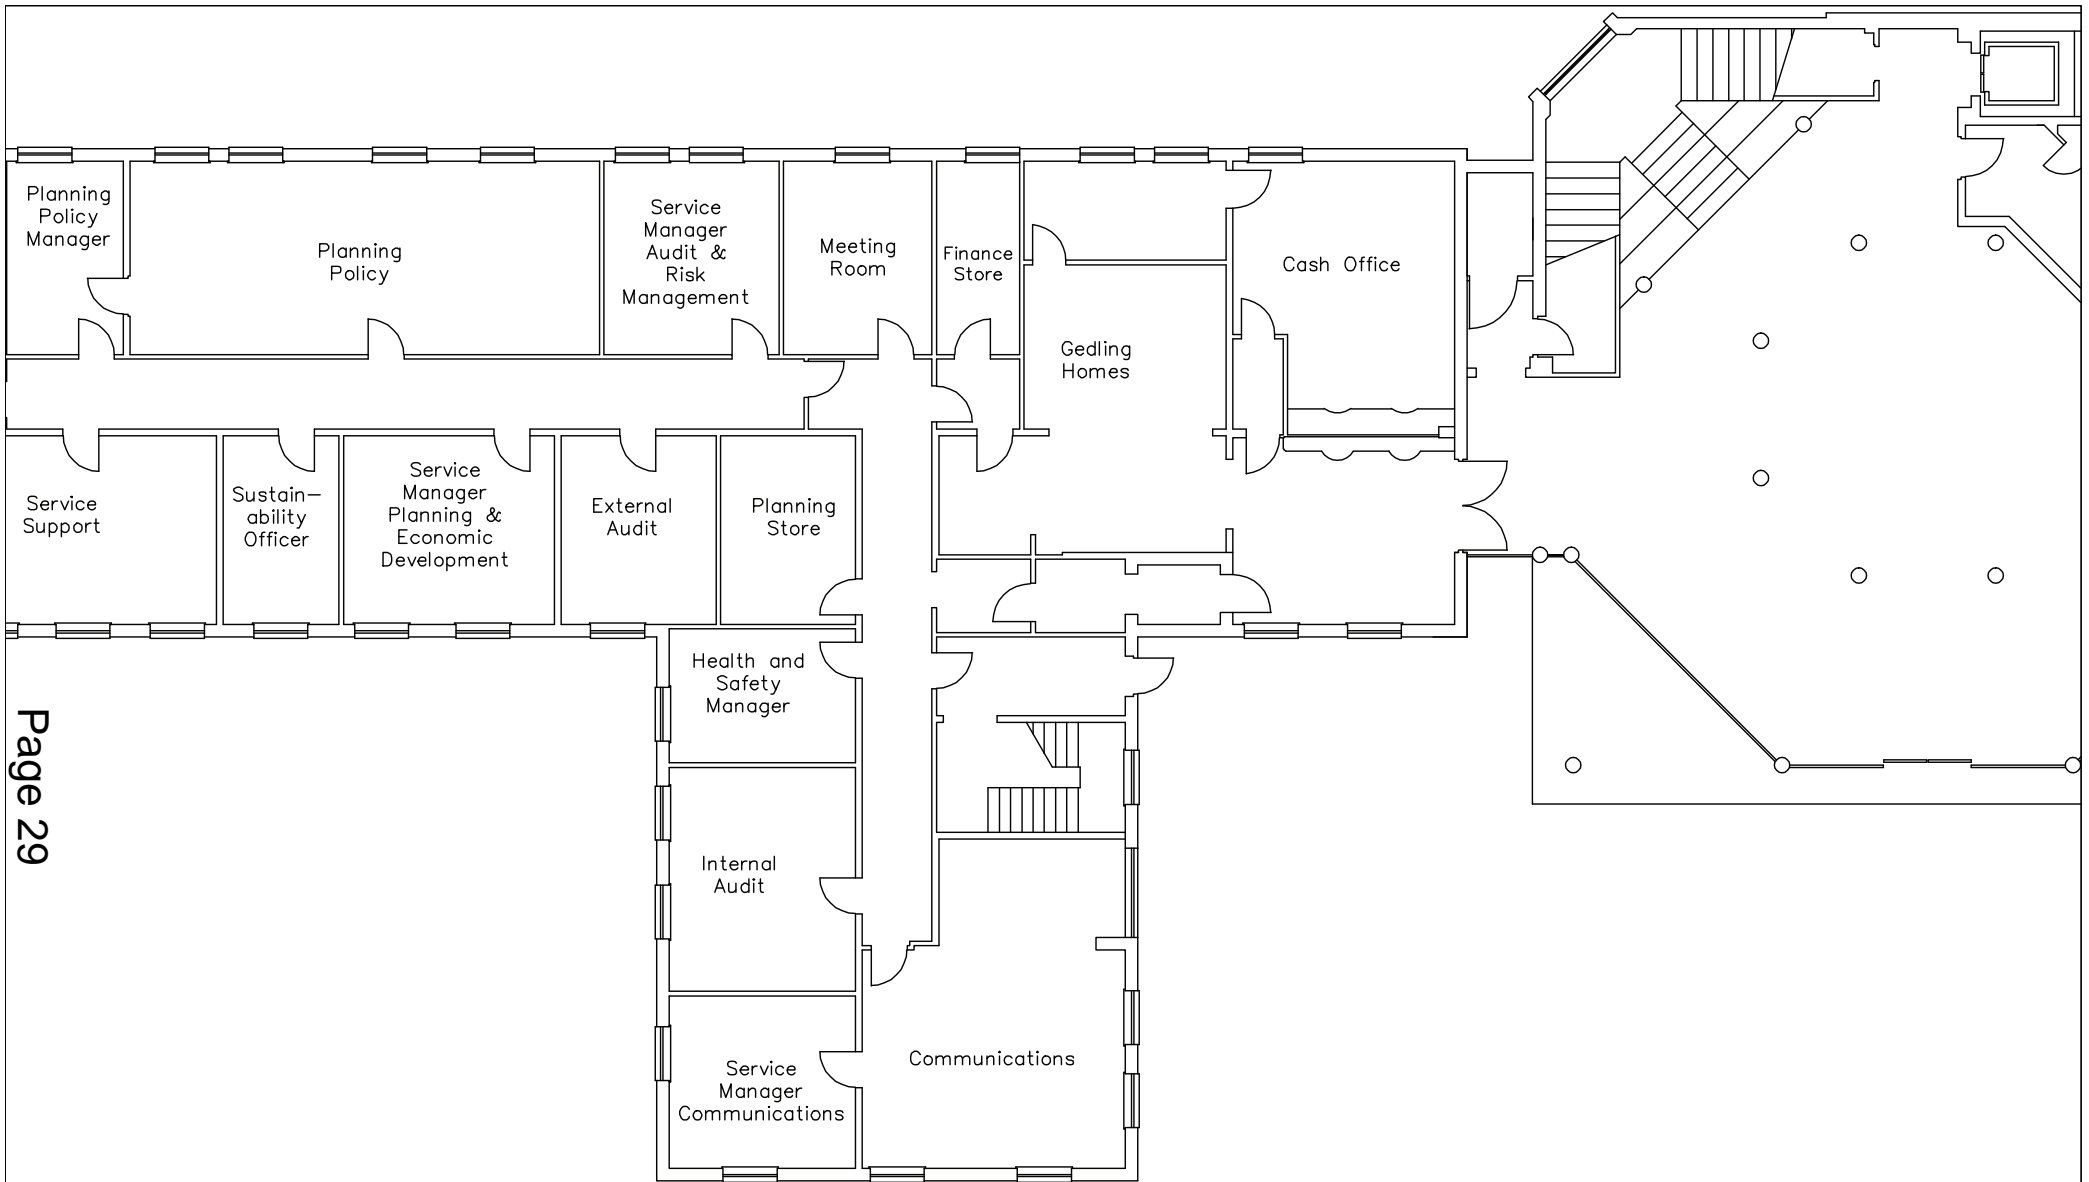 Planning
Policy
Manager
Planning
Policy
Service
Manager
Audit &
Risk
Management
Meeting
Room
Finance
Store
Cash Office
Gedling
Homes
Service
Support
Sustain-
ability
Officer
Service
Manager
Planning &
Economic
Development
External
Audit
Planning
Store
Health and
Safety
Manager
Internal
Audit
Service
Manager
Communications
Communications
Page 29